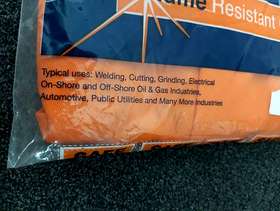 Resistant
Typical uses: Welding, Cutting, Grinding, Electrical
On-Shore and Off-Shore Oil & Gas Industries,
Automotive, Public Utilities and Many More Industries